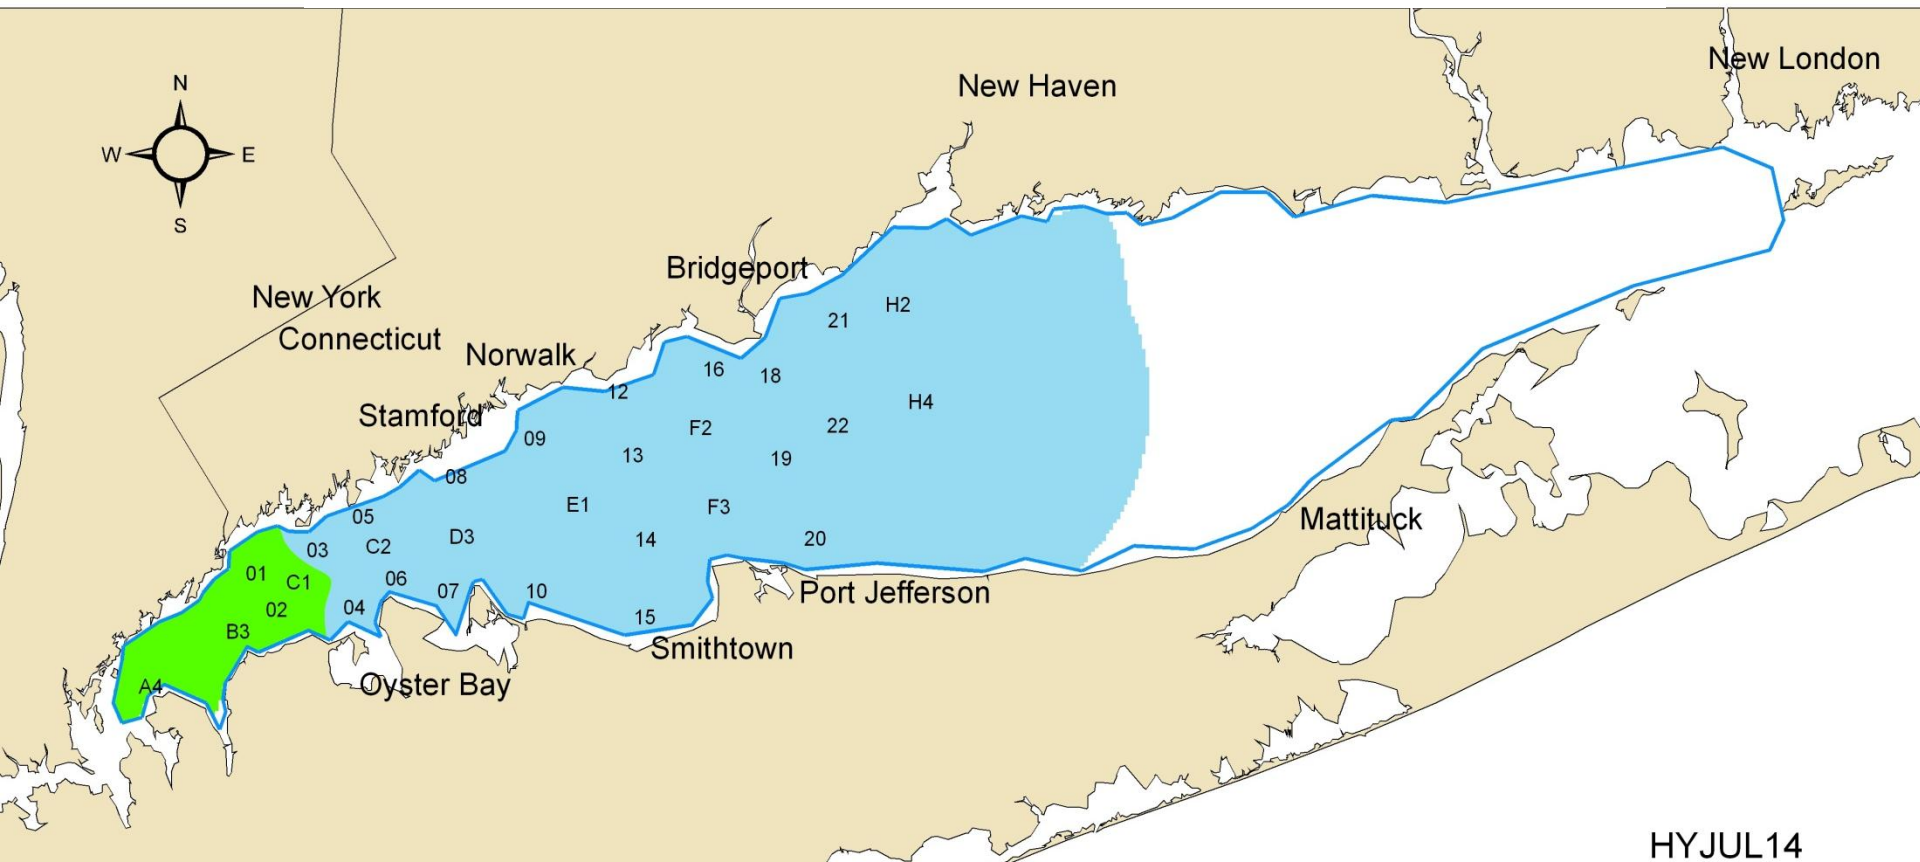 New London
N
New Haven
W E
S
Bridgeport
New York
H2
21
Connecticut
Norwalk
16
18
12
H4
Stamford
F2
22
09
13
19
08
E1
F3
05
Mattituck
D3
14
20
C2
03
01
C1
06
07
10
Port Jefferson
04
02
15
B3
Smithtown
A4
Oyster Bay
HYJUL14